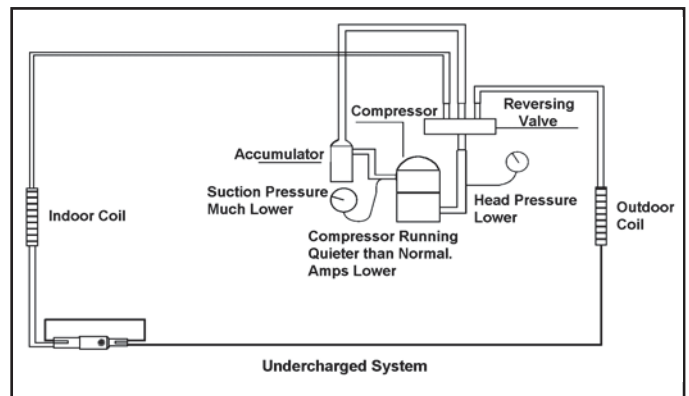 Compressor
Reversing
Valve
Accumulator
Suction Pressure
Much Lower
Head Pressure
Lower
Indoor Coil
Outdoor
Coil
Compressor Running
Quieter than Normal.
Amps Lower
Undercharged System